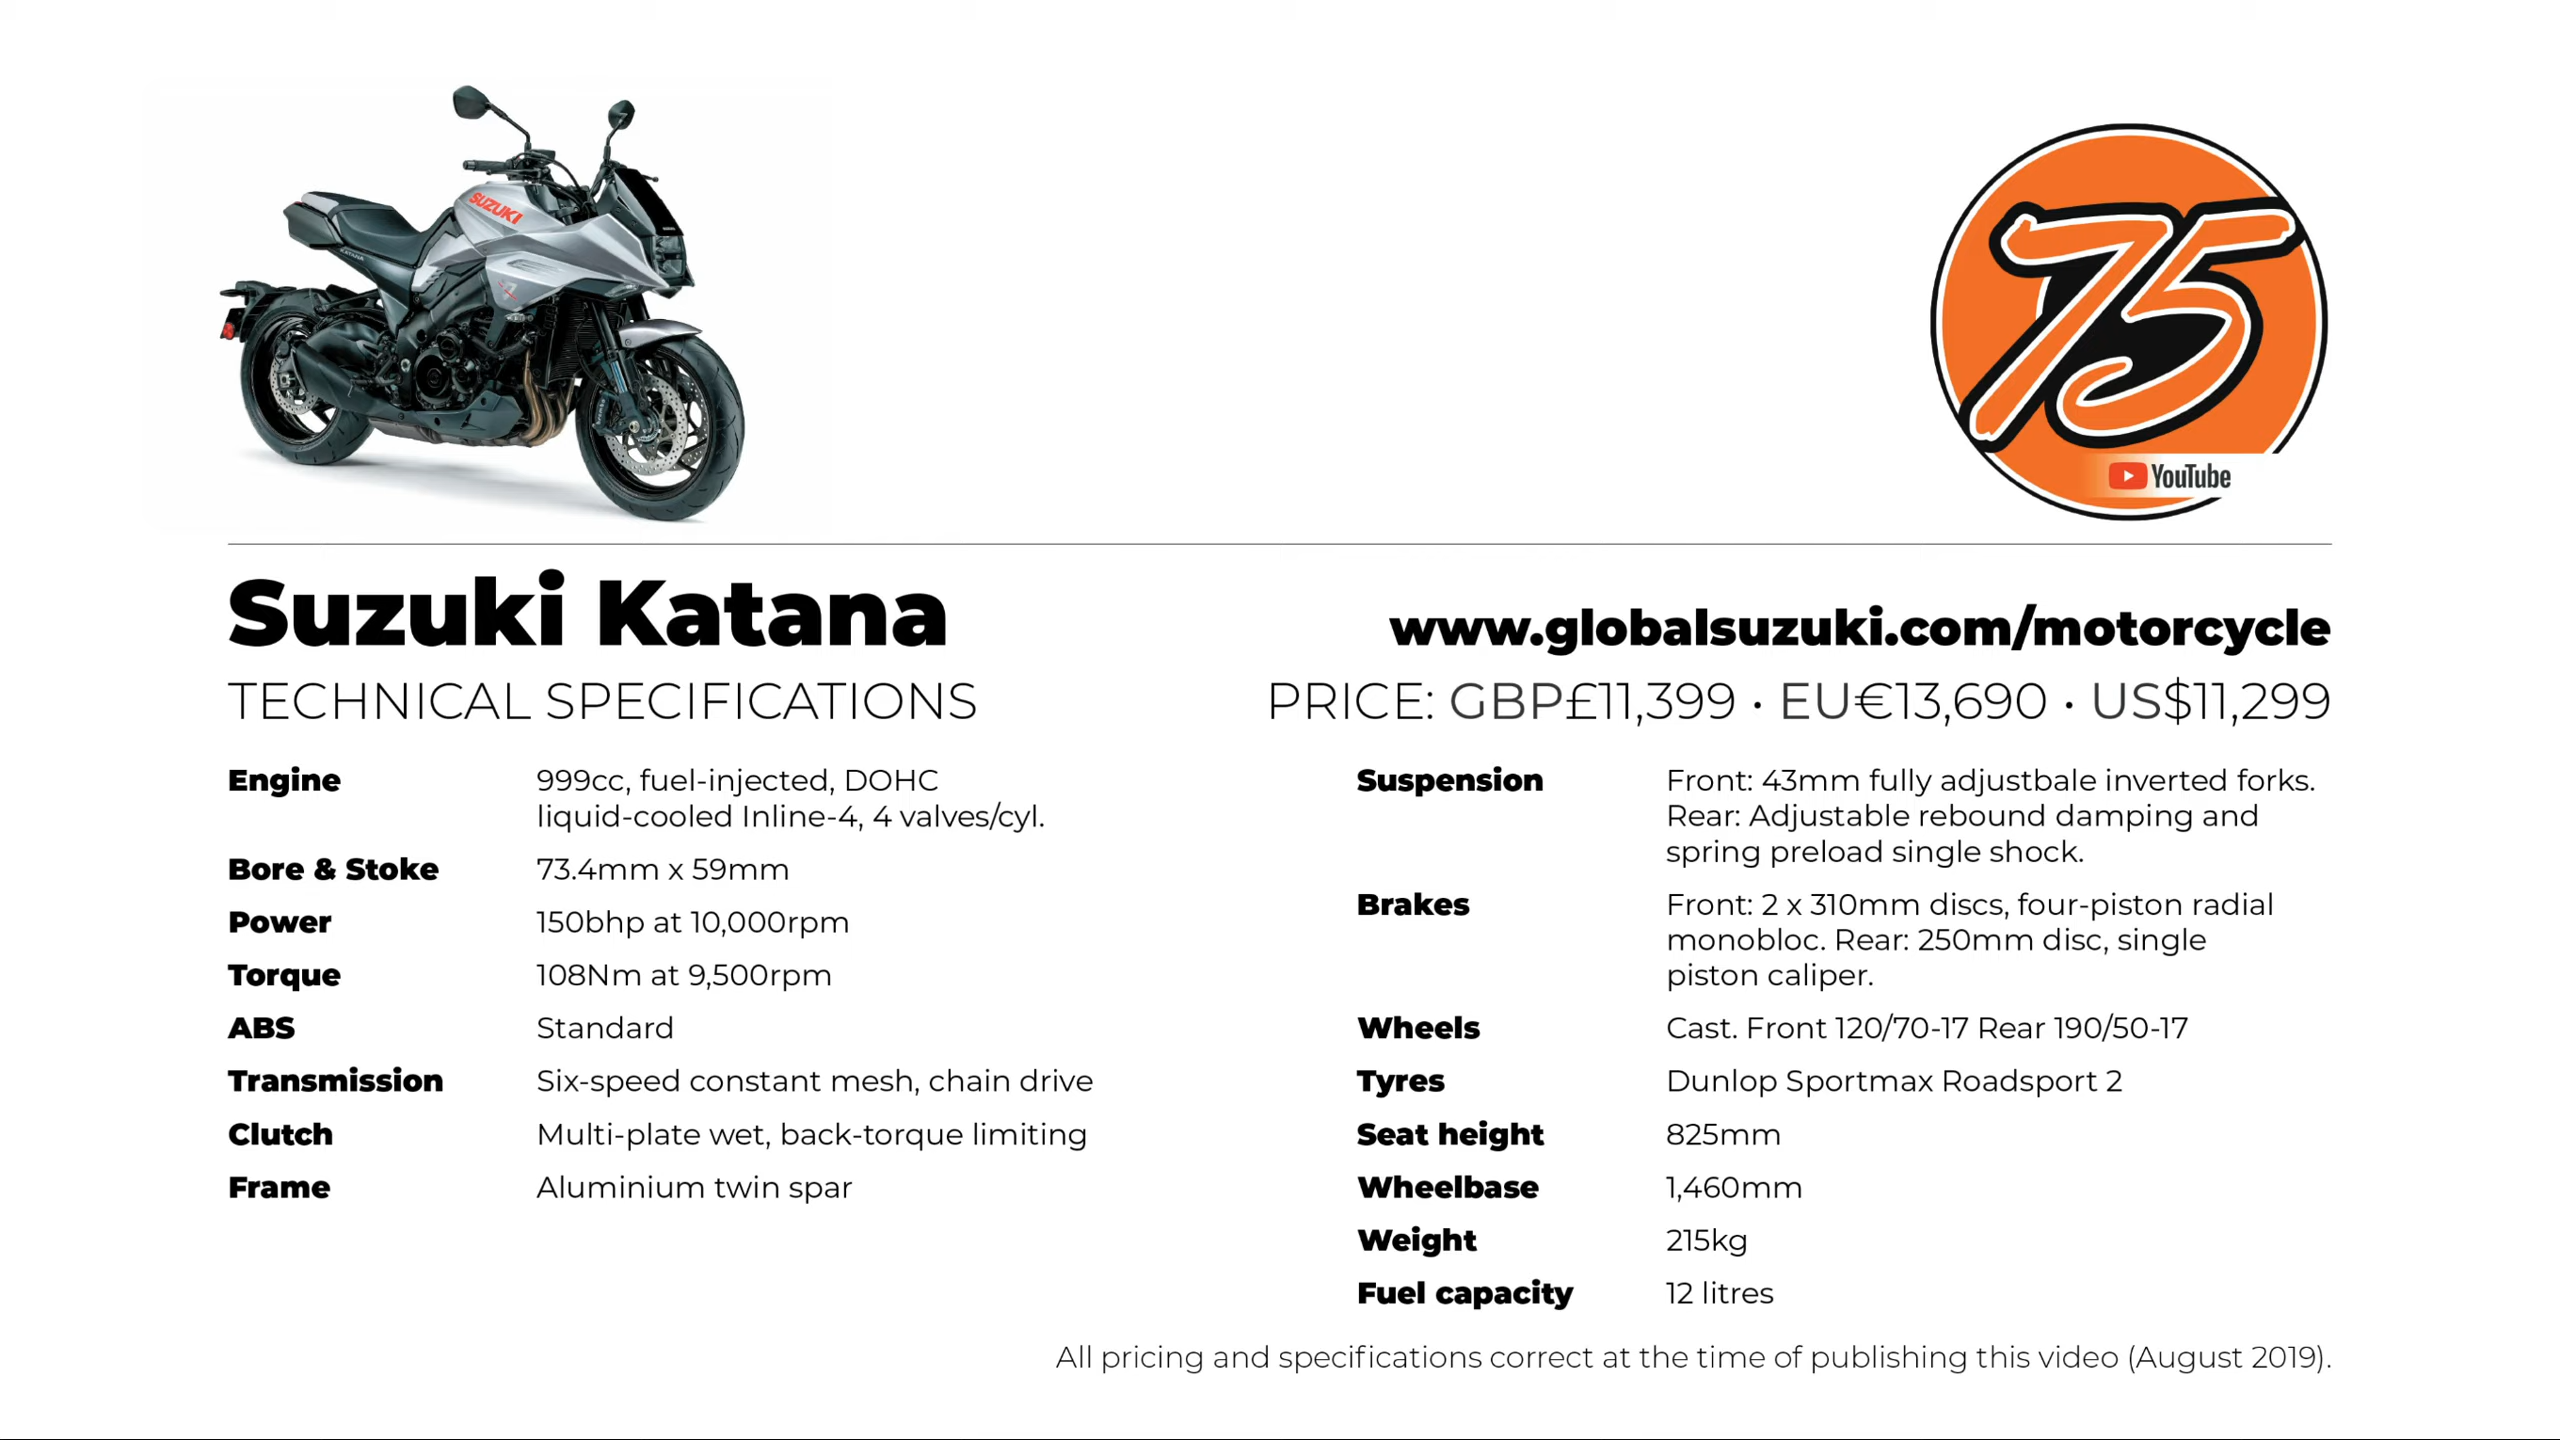 SUZUKI
KATANA
75
YouTube
Suzuki Katana
www.globalsuzuki.com/motorcycle
TECHNICAL SPECIFICATIONS
PRICE: GBP£11,399 • EU€13,690 • US$11,299
Engine 999cc, fuel-injected, DOHC
liquid-cooled Inline-4, 4 valves/cyl.
Bore & Stoke 73.4mm x 59mm
Power 150bhp at 10,000rpm
Torque 108Nm at 9,500rpm
ABS Standard
Transmission Six-speed constant mesh, chain drive
Clutch Multi-plate wet, back-torque limiting
Frame Aluminium twin spar
Suspension Front: 43mm fully adjustbale inverted forks.
Rear: Adjustable rebound damping and
spring preload single shock.
Brakes Front: 2 x 310mm discs, four-piston radial
monobloc. Rear: 250mm disc, single
piston caliper.
Wheels Cast. Front 120/70-17 Rear 190/50-17
Tyres Dunlop Sportmax Roadsport 2
Seat height 825mm
Wheelbase 1,460mm
Weight 215kg
Fuel capacity 12 litres
All pricing and specifications correct at the time of publishing this video (August 2019).